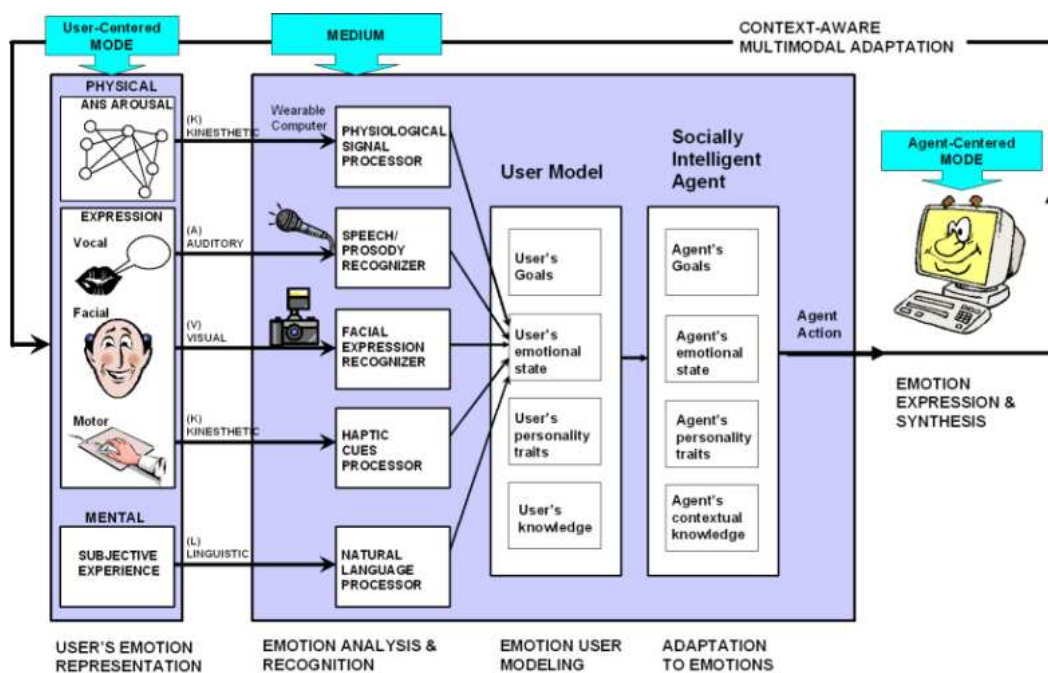 User-Centered
MODE
MEDIUM
CONTEXT-AWARE
MULTIMODAL ADAPTATION
PHYSICAL
ANS AROUSAL
(K)
KINESTHETIC
Wearable
Computer
PHYSIOLOGICAL
SIGNAL
PROCESSOR
EXPRESSION
Vocal
(A)
AUDITORY
SPEECH/
PROSODY
RECOGNIZER
Facial
(V)
VISUAL
FACIAL
EXPRESSION
RECOGNIZER
Motor
(K)
KINESTHETIC
HAPTIC
CUES
PROCESSOR
MENTAL
SUBJECTIVE
EXPERIENCE
(L)
LINGUISTIC
NATURAL
LANGUAGE
PROCESSOR
User Model
User's
Goals
User's
emotional
state
User's
personality
traits
User's
knowledge
Socially
Intelligent
Agent
Agent's
Goals
Agent's
emotional
state
Agent's
personality
traits
Agent's
contextual
knowledge
Agent
Action
Agent-Centered
MODE
EMOTION
EXPRESSION &
SYNTHESIS
USER'S EMOTION
REPRESENTATION
EMOTION ANALYSIS &
RECOGNITION
EMOTION USER
MODELING
ADAPTATION
TO EMOTIONS